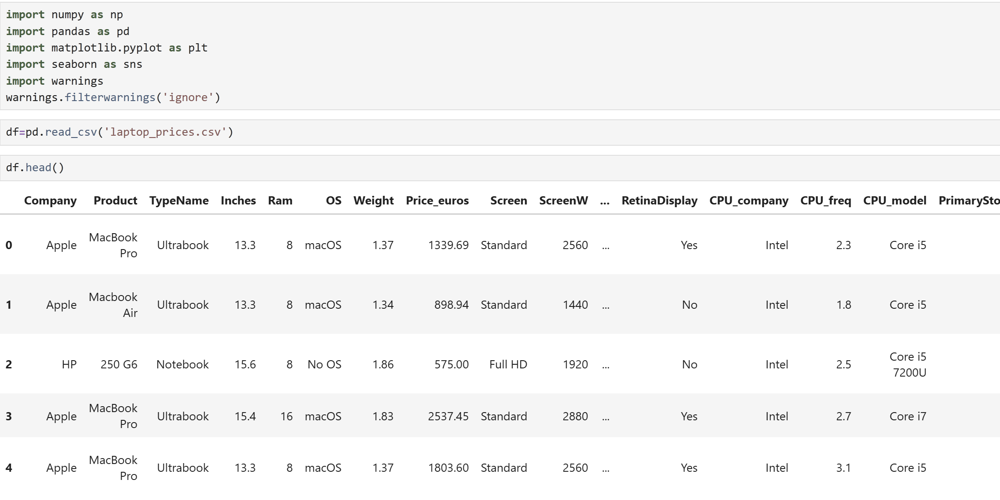 import numpy as np
import pandas as pd
import matplotlib.pyplot as plt
import seaborn as sns
import warnings
warnings.filterwarnings('ignore')
df=pd.read_csv('laptop_prices.csv')
df.head()
Company Product TypeName Inches Ram OS Weight Price_euros Screen ScreenW ... RetinaDisplay CPU_company CPU_freq CPU_model PrimarySto
0 Apple MacBook Pro Ultrabook 13.3 8 macOS 1.37 1339.69 Standard 2560 ... Yes Intel 2.3 Core i5
1 Apple Macbook Air Ultrabook 13.3 8 macOS 1.34 898.94 Standard 1440 ... No Intel 1.8 Core i5
2 HP 250 G6 Notebook 15.6 8 No OS 1.86 575.00 Full HD 1920 ... No Intel 2.5 Core i5 7200U
3 Apple MacBook Pro Ultrabook 15.4 16 macOS 1.83 2537.45 Standard 2880 ... Yes Intel 2.7 Core i7
4 Apple MacBook Pro Ultrabook 13.3 8 macOS 1.37 1803.60 Standard 2560 ... Yes Intel 3.1 Core i5